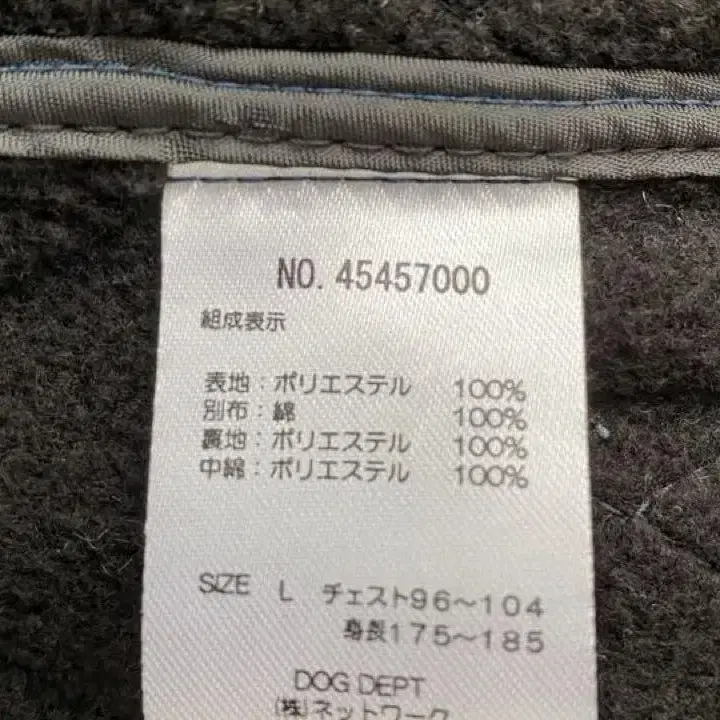 NO. 45457000
組成表示
表地：ポリエステル 100%
別布：綿 100%
裏地：ポリエステル 100%
中綿：ポリエステル 100%
SIZE L チェスト96～104
身長175～185
DOG DEPT
(株)ネットワーク